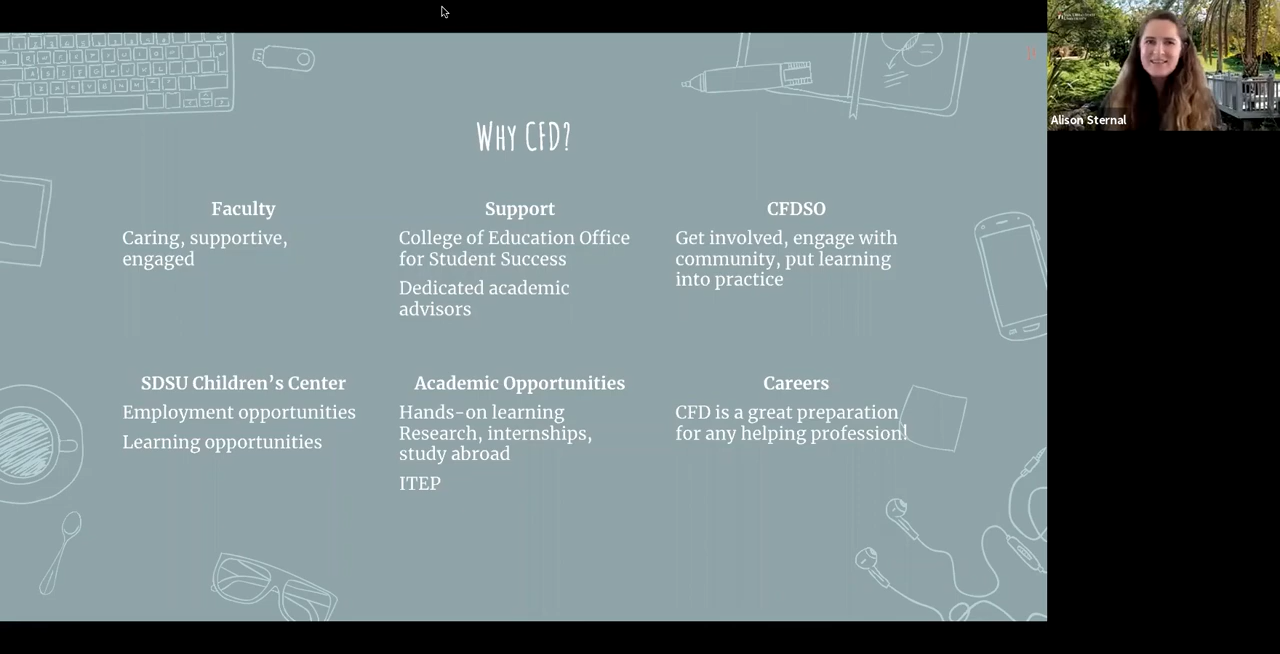 Why CFD?
Faculty
Caring, supportive,
engaged
Support
College of Education Office
for Student Success
Dedicated academic
advisors
CFDSO
Get involved, engage with
community, put learning
into practice
SDSU Children's Center
Employment opportunities
Learning opportunities
Academic Opportunities
Hands-on learning
Research, internships,
study abroad
ITEP
Careers
CFD is a great preparation
for any helping profession!
Alison Sternal